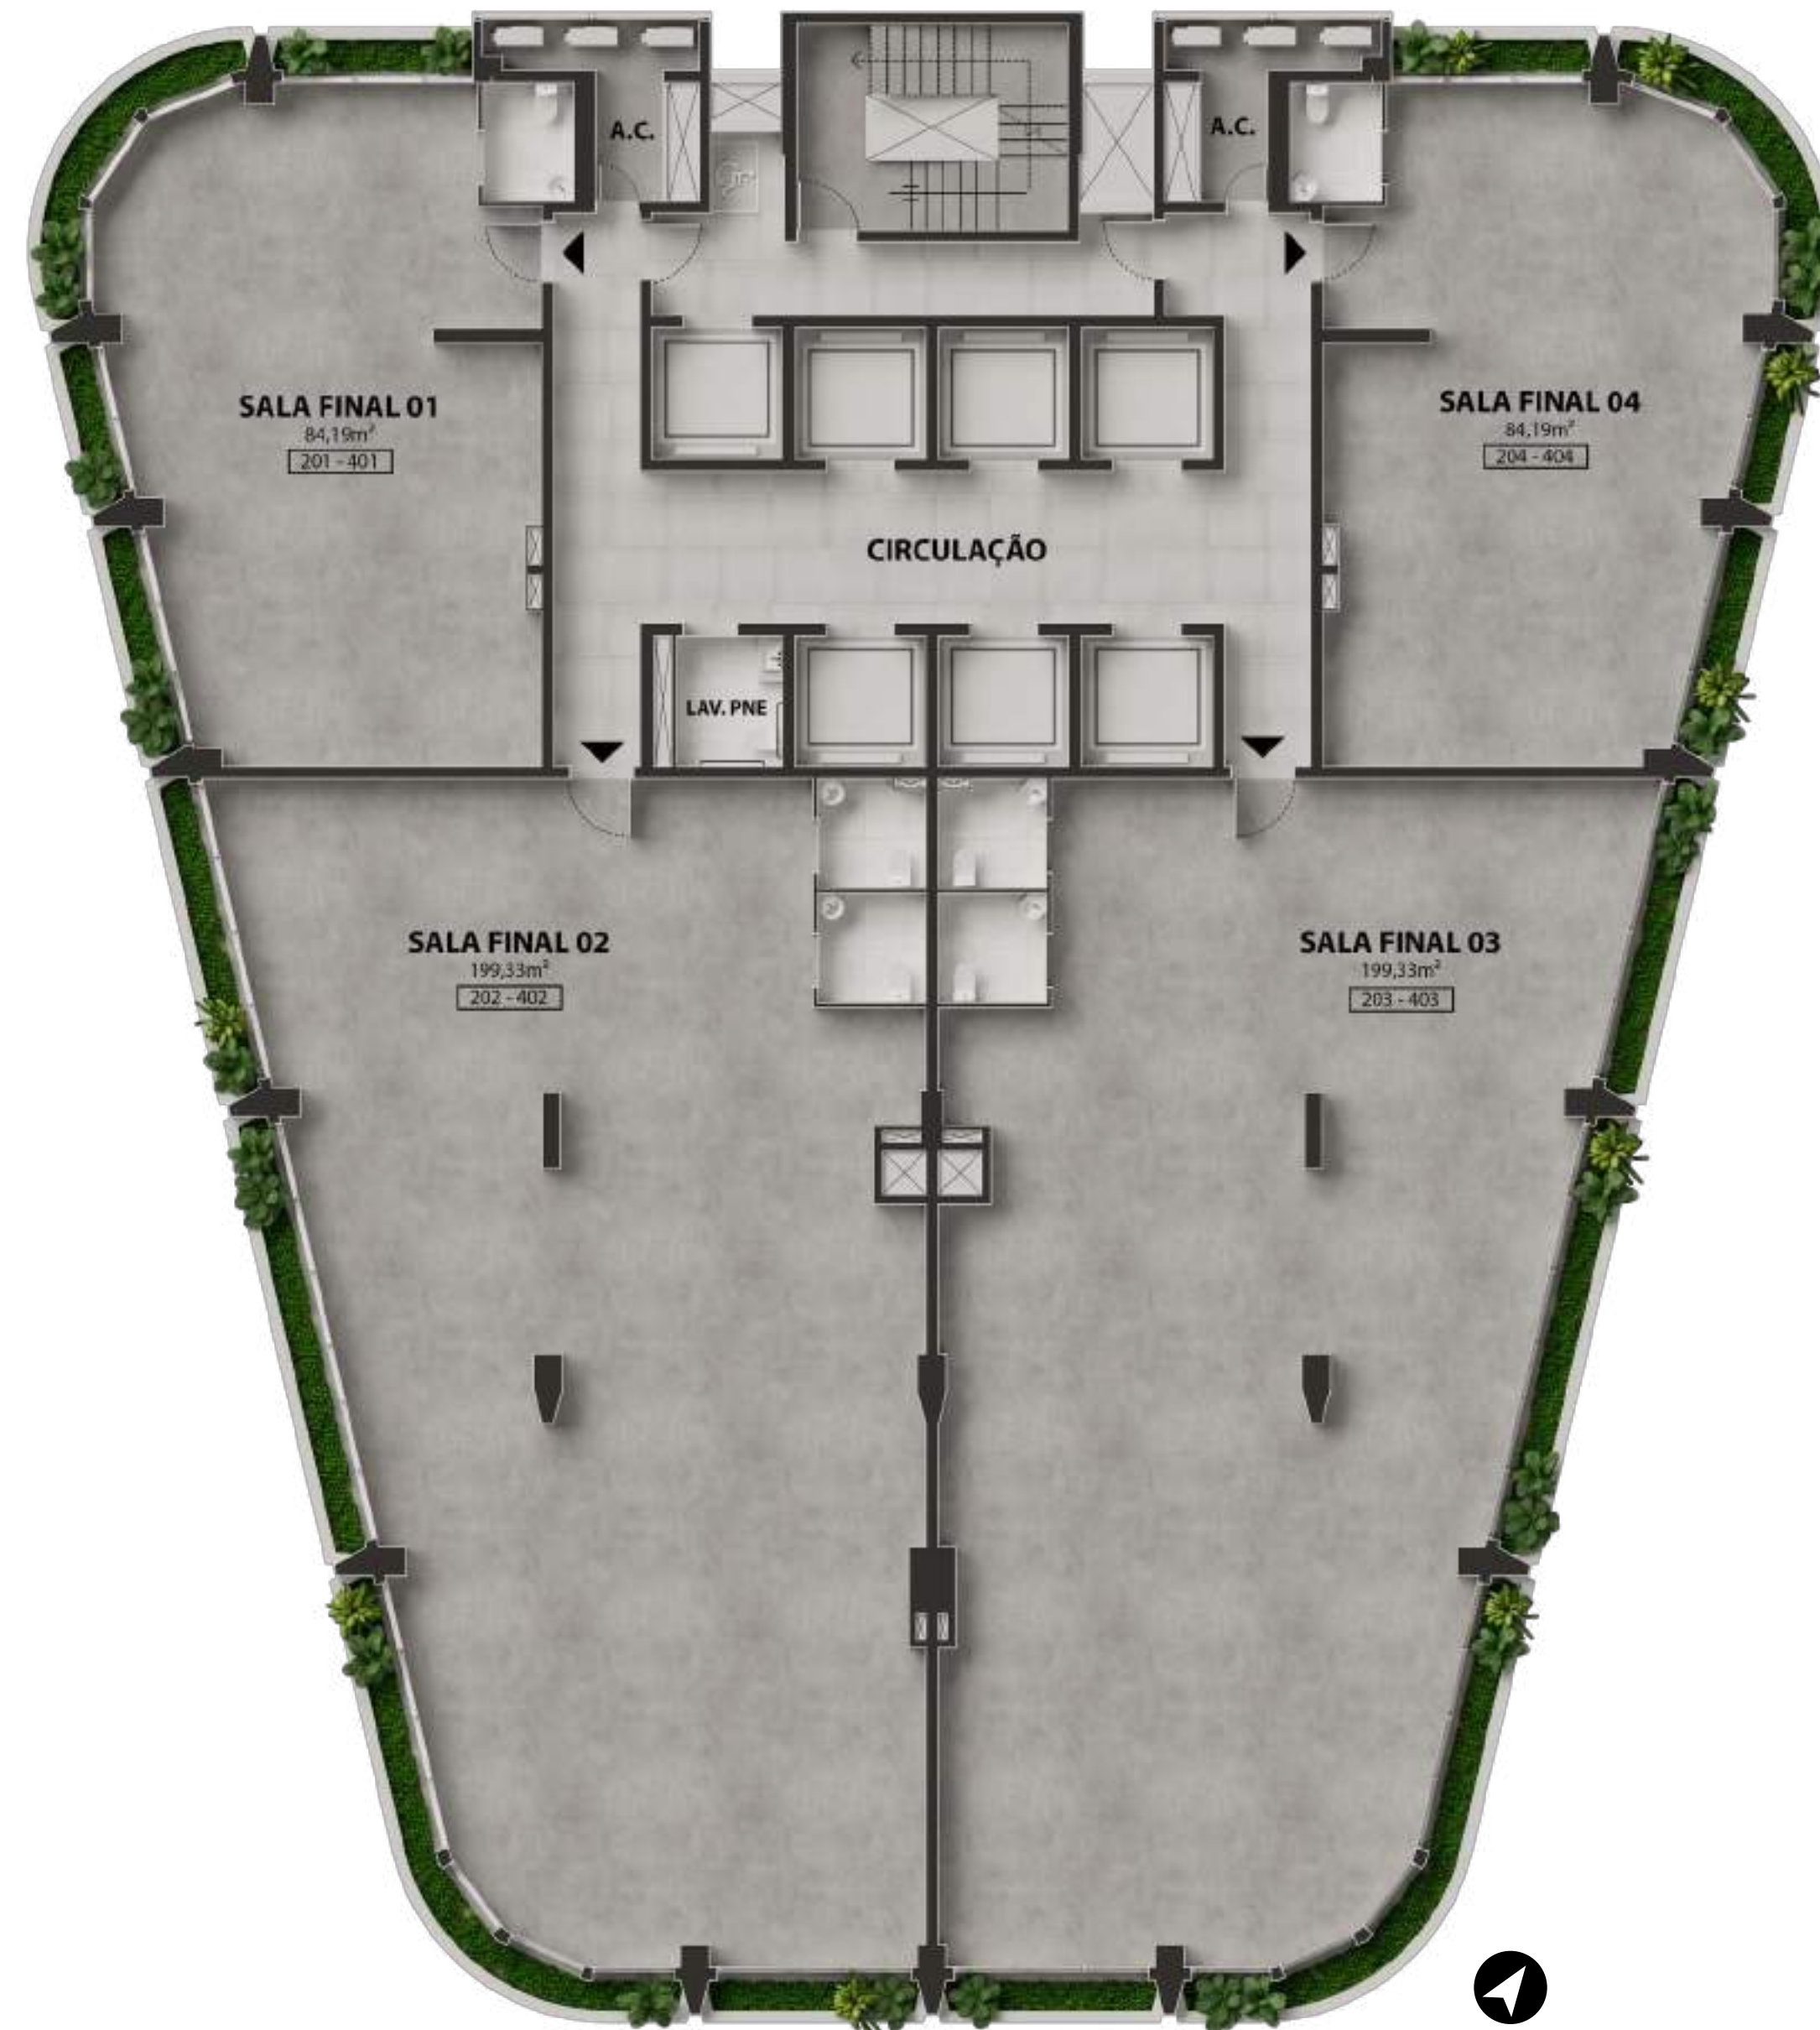 A.C.
A.C.
SALA FINAL 01
84,19m²
201 - 401
SALA FINAL 04
84,19m²
204 - 404
CIRCULAÇÃO
LAV. PNE
SALA FINAL 02
199,33m²
202 - 402
SALA FINAL 03
199,33m²
203 - 403